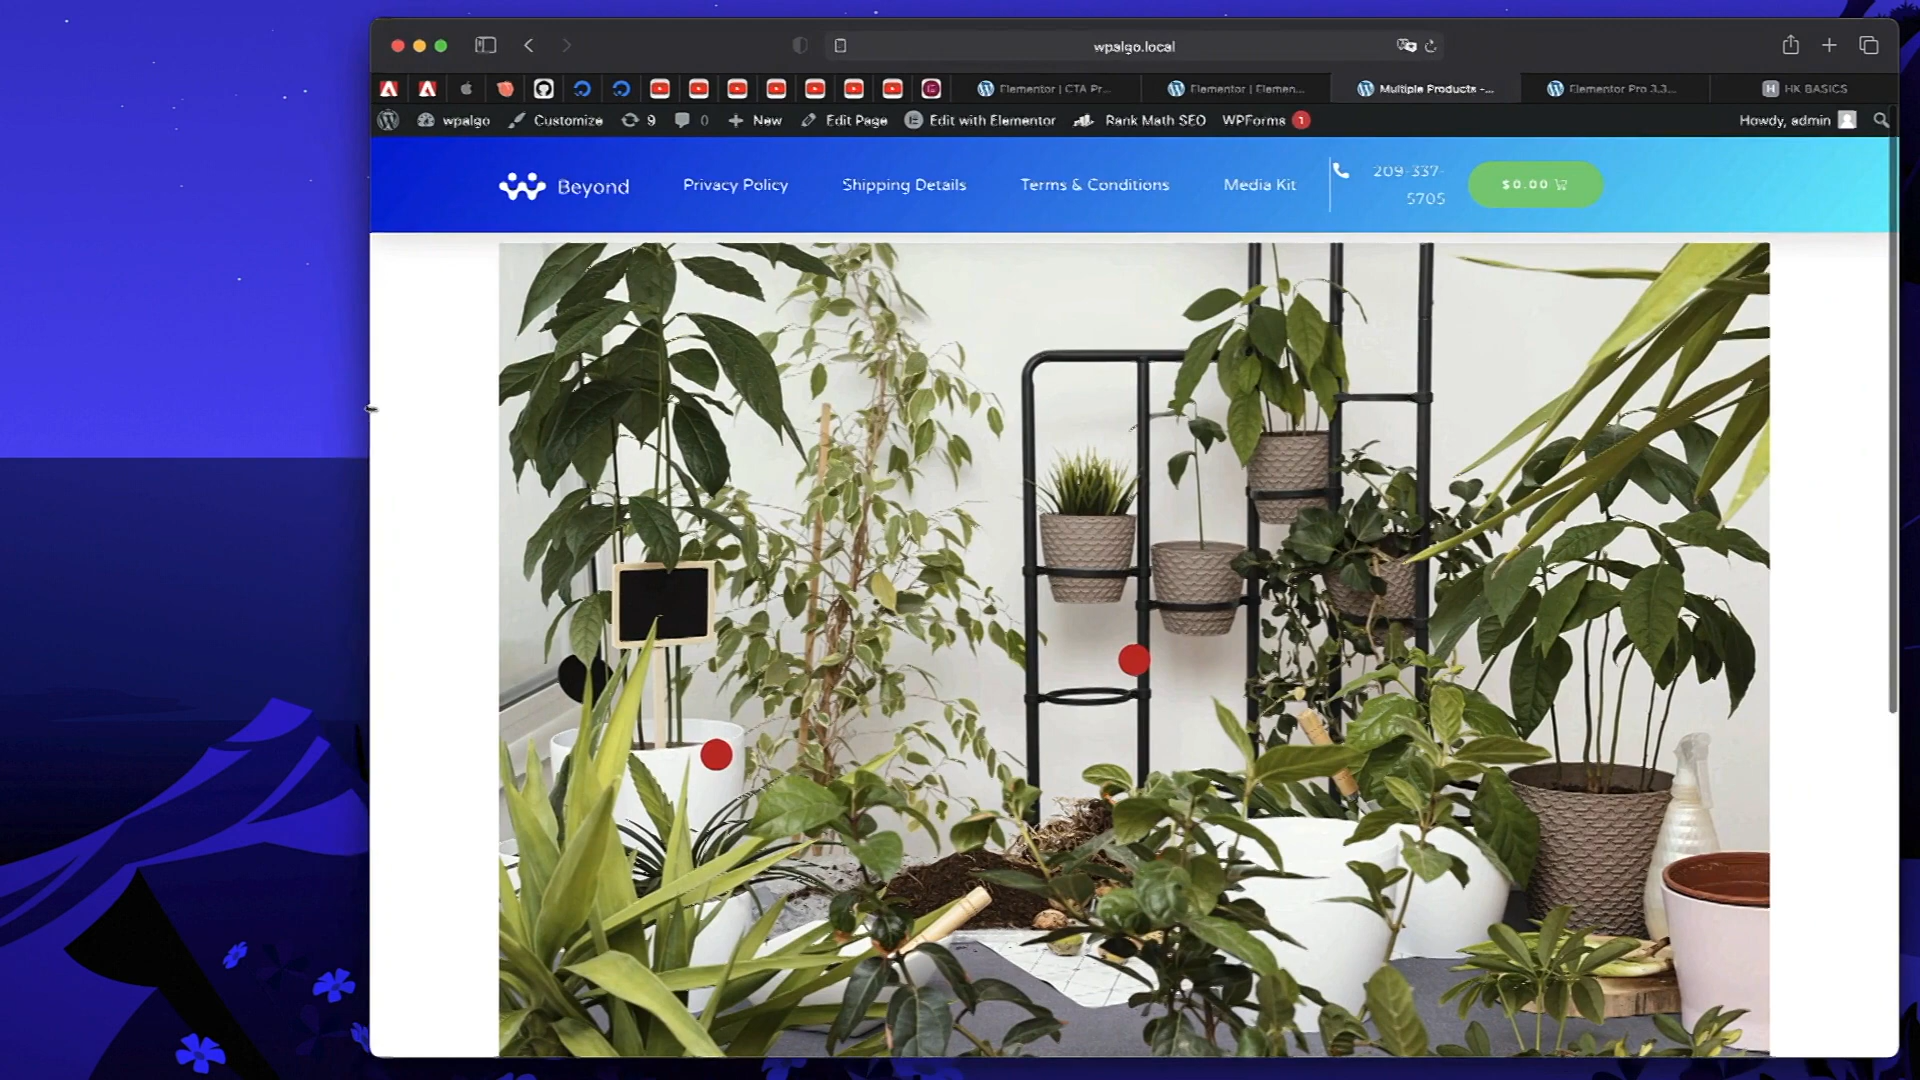 wpalgo.local
Elementor | CTA Pr...
Elementor | Elemen...
Multiple Products -...
Elementor Pro 3.3...
H HK BASICS
wpalgo
Customize
9
0
New
Edit Page
Edit with Elementor
Rank Math SEO
WPForms 1
Howdy, admin
Beyond
Privacy Policy
Shipping Details
Terms & Conditions
Media Kit
209-337-
5705
$0.00